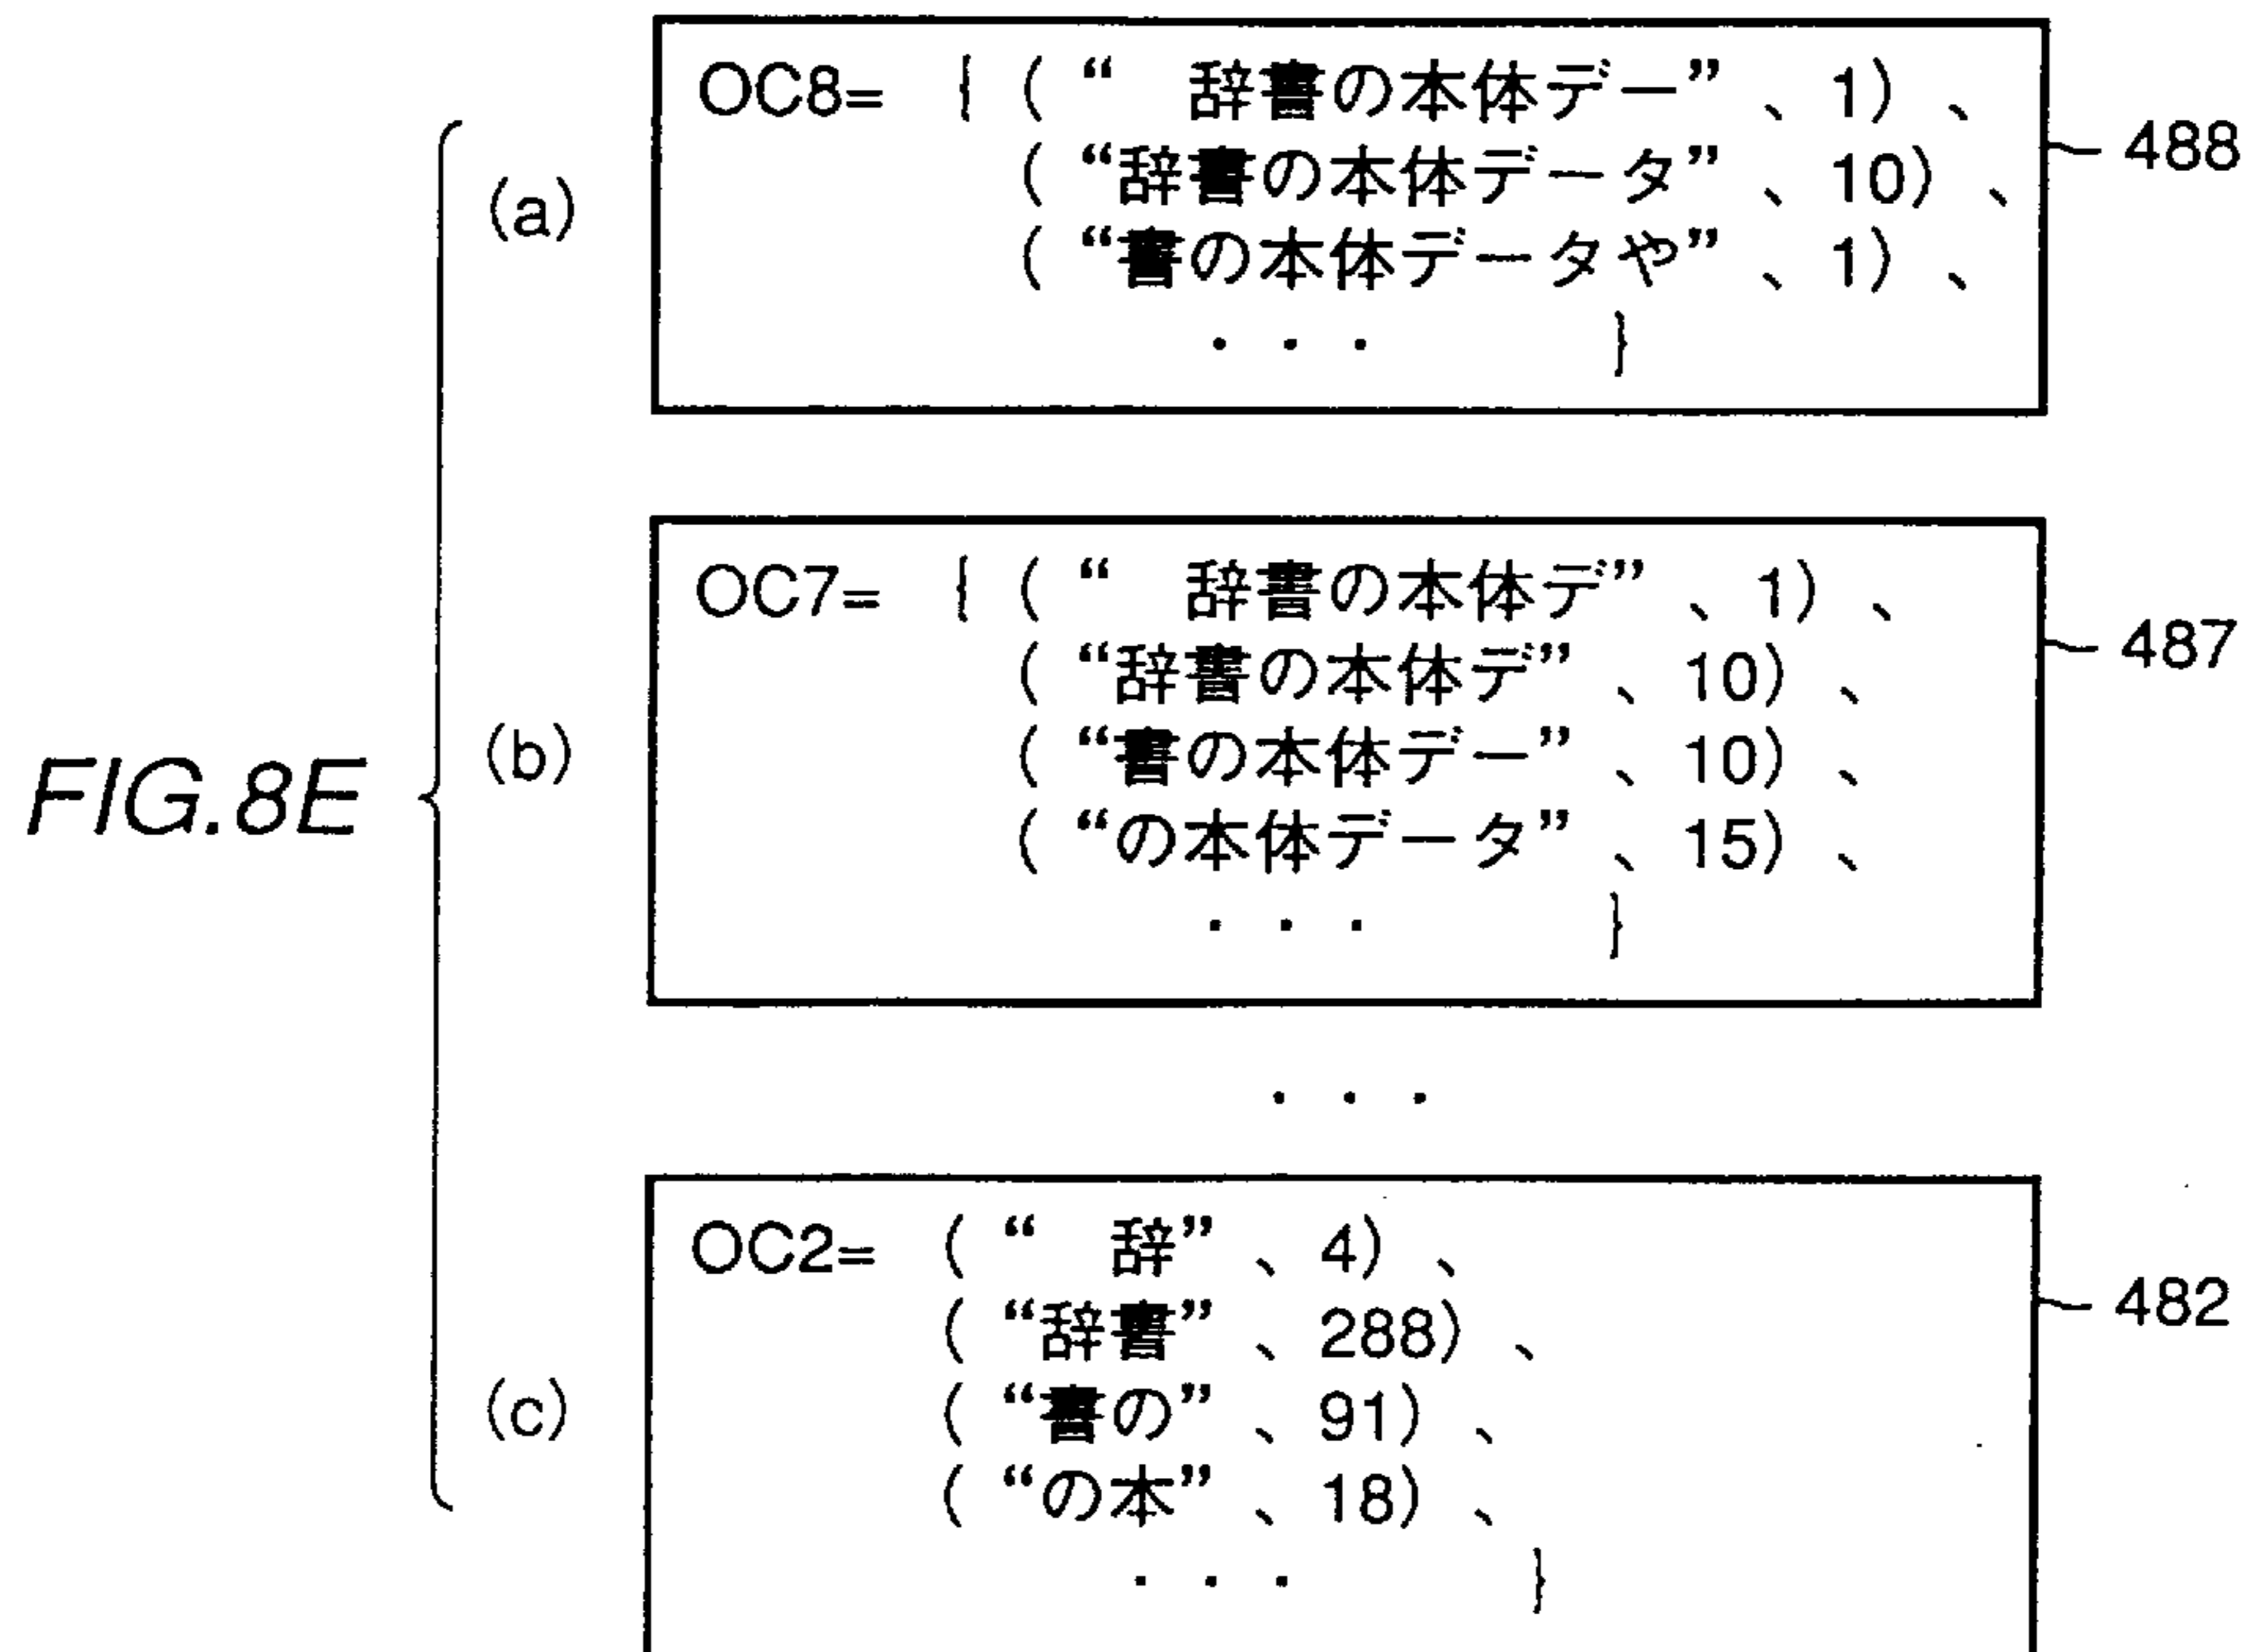 OC8= { (“　辞書の本体デー”、1)、
(“辞書の本体データ”、10)、
(“書の本体データや”、1)、
・・・ }
488
(a)
OC7= { (“　辞書の本体デ”、1)、
(“辞書の本体デ”、10)、
(“書の本体デー”、10)、
(“の本体データ”、15)、
・・・ }
487
(b)
FIG.8E
・・・
OC2= (“　辞”、4)、
(“辞書”、288)、
(“書の”、91)、
(“の本”、18)、
・・・ }
482
(c)